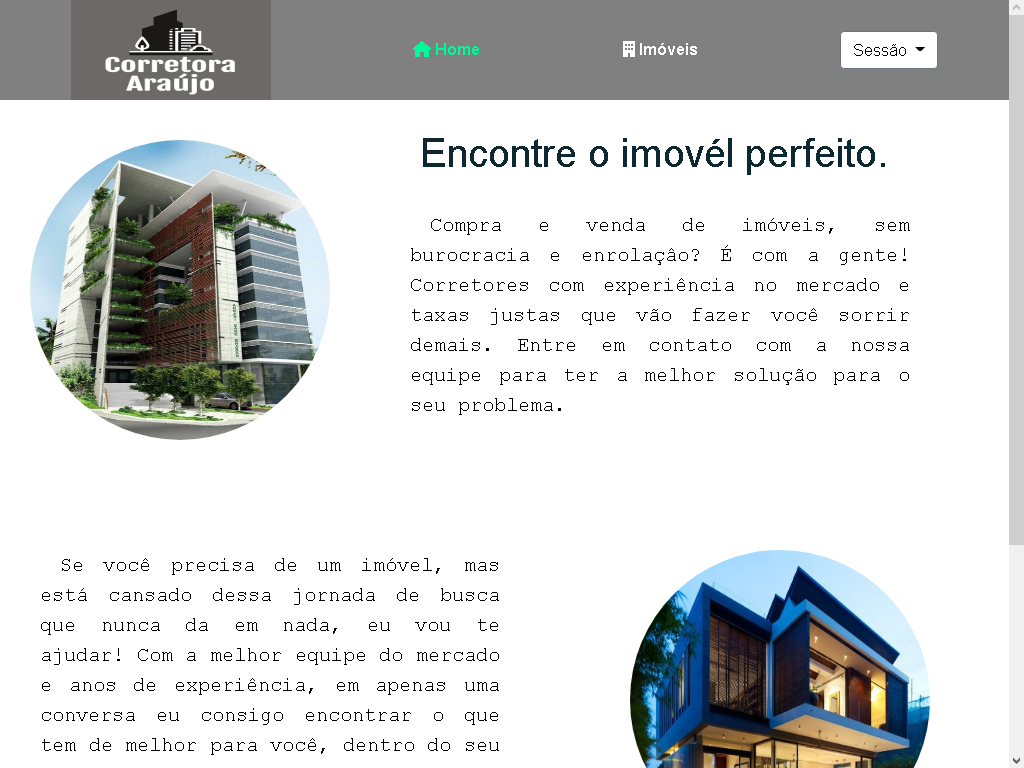 Corretora
Araújo
Home
Imóveis
Sessão
Encontre o imovél perfeito.
Compra e venda de imóveis, sem
burocracia e enrolação? É com a gente!
Corretores com experiência no mercado e
taxas justas que vão fazer você sorrir
demais. Entre em contato com a nossa
equipe para ter a melhor solução para o
seu problema.
Se você precisa de um imóvel, mas
está cansado dessa jornada de busca
que nunca da em nada, eu vou te
ajudar! Com a melhor equipe do mercado
e anos de experiência, em apenas uma
conversa eu consigo encontrar o que
tem de melhor para você, dentro do seu